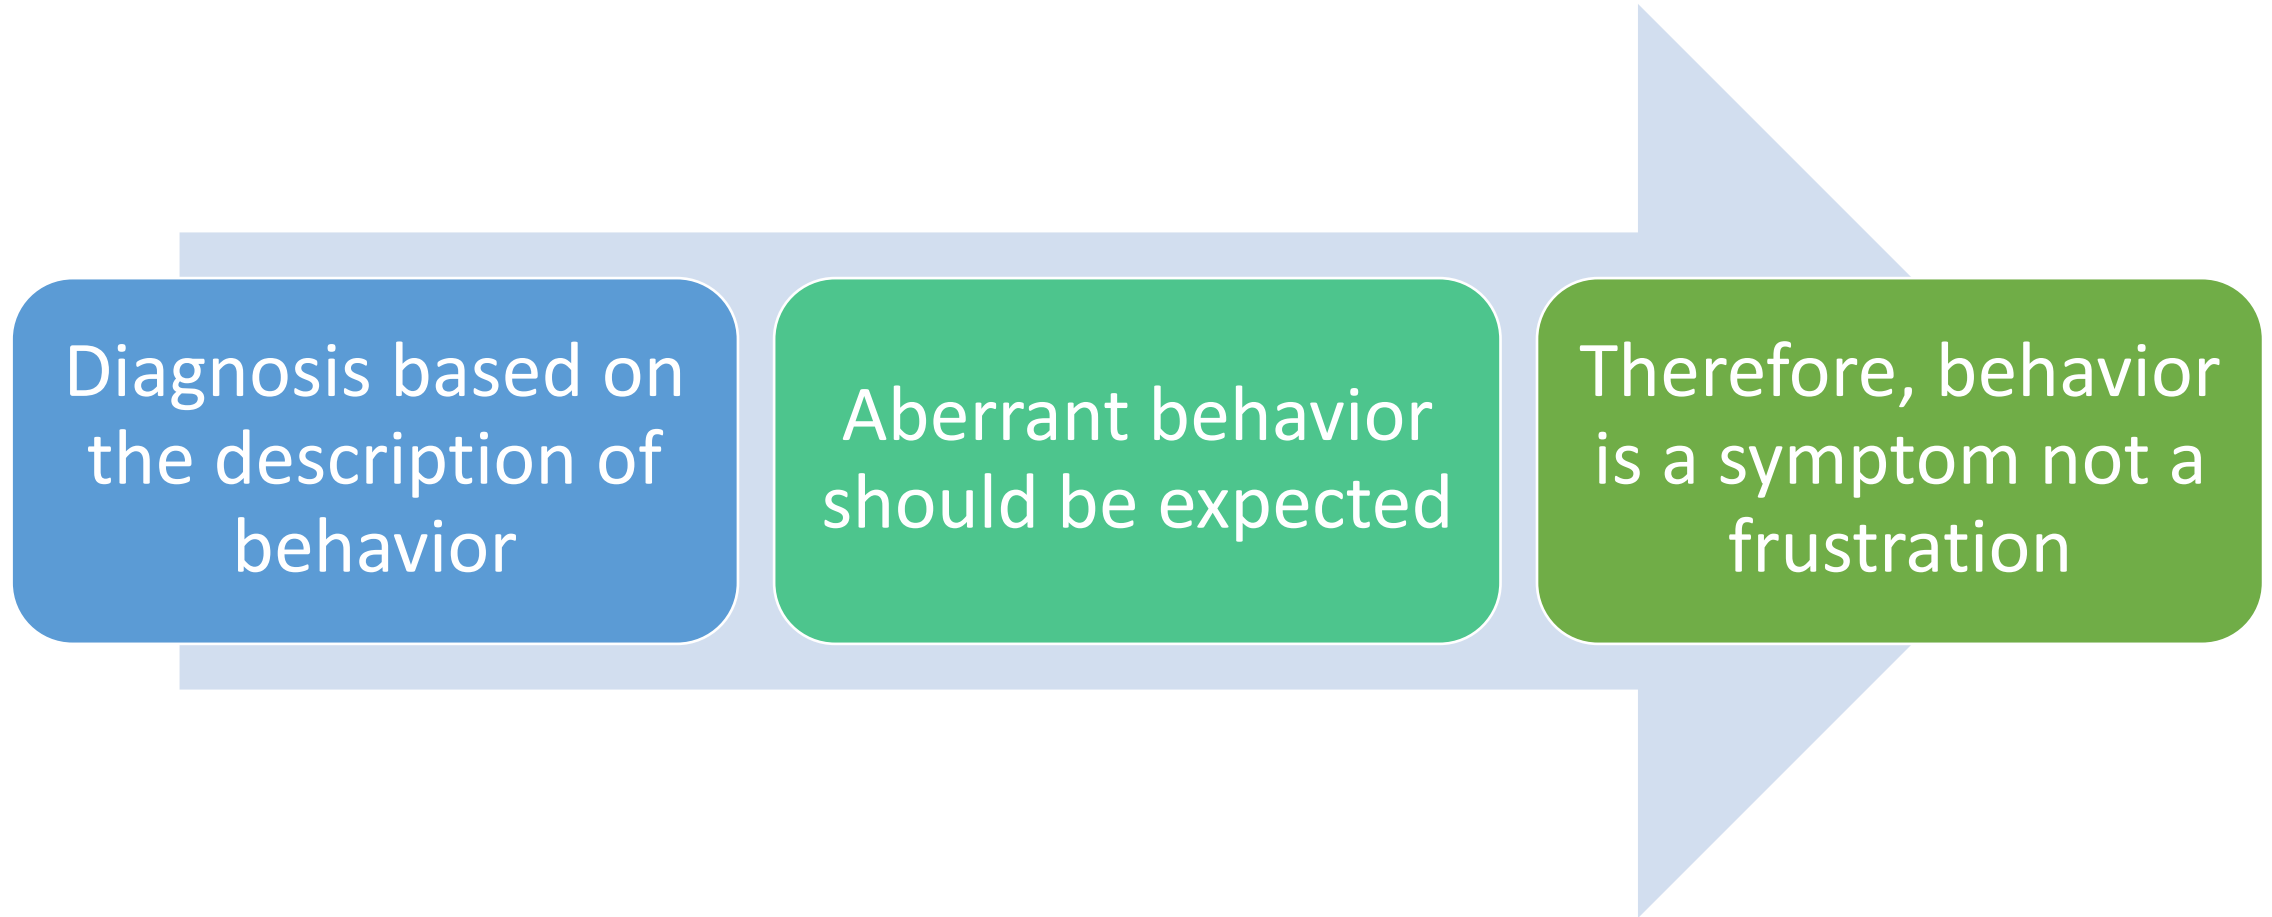 Diagnosis based on
the description of
behavior
Aberrant behavior
should be expected
Therefore, behavior
is a symptom not a
frustration